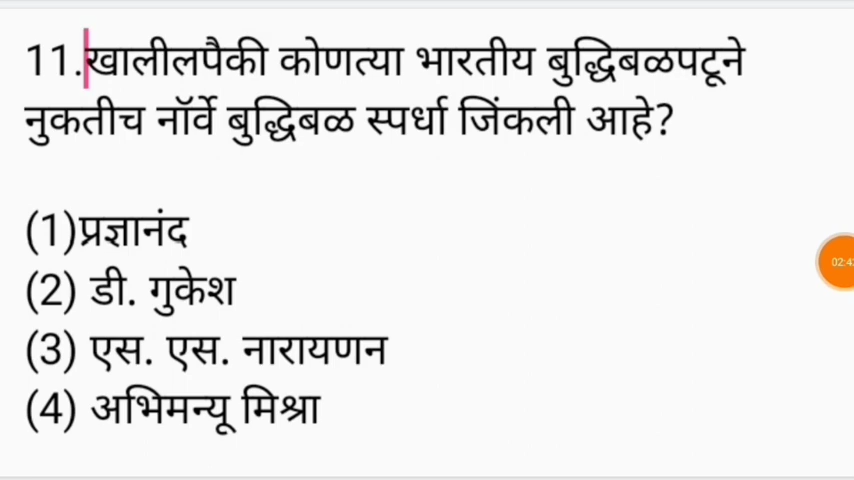 11.खालीलपैकी कोणत्या भारतीय बुद्धिबळपटूने
नुकतीच नॉर्वे बुद्धिबळ स्पर्धा जिंकली आहे?
(1)प्रज्ञानंद
(2) डी. गुकेश
(3) एस. एस. नारायणन
(4) अभिमन्यू मिश्रा